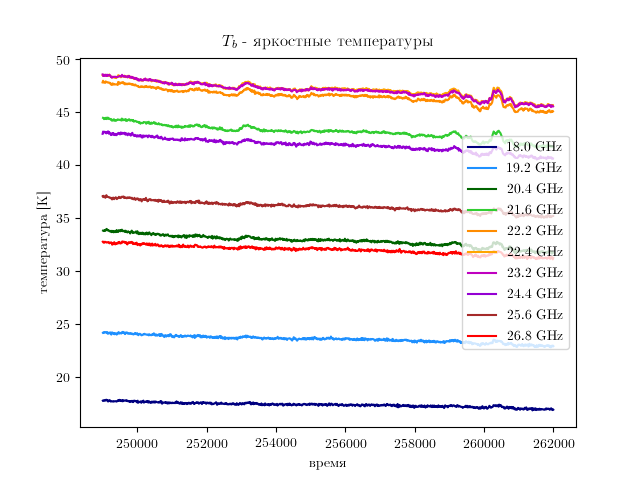 T_b - яркостные температуры
температура [К]
50
45
40
35
30
25
20
250000 252000 254000 256000 258000 260000 262000
время
18.0 GHz
19.2 GHz
20.4 GHz
21.6 GHz
22.2 GHz
22.4 GHz
23.2 GHz
24.4 GHz
25.6 GHz
26.8 GHz